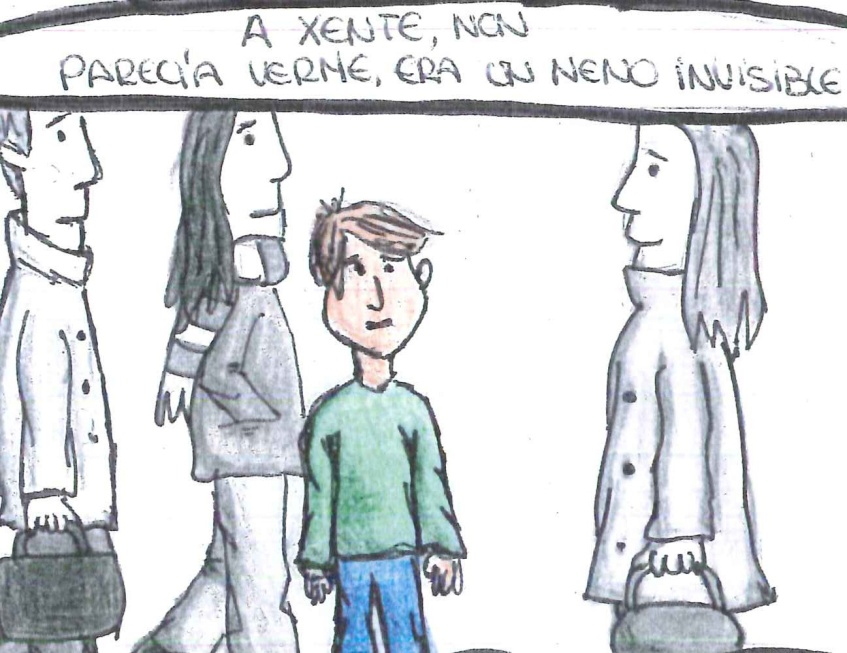 A XENTE, NON
PARECÍA VERME, ERA UN NENO INVISIBLE